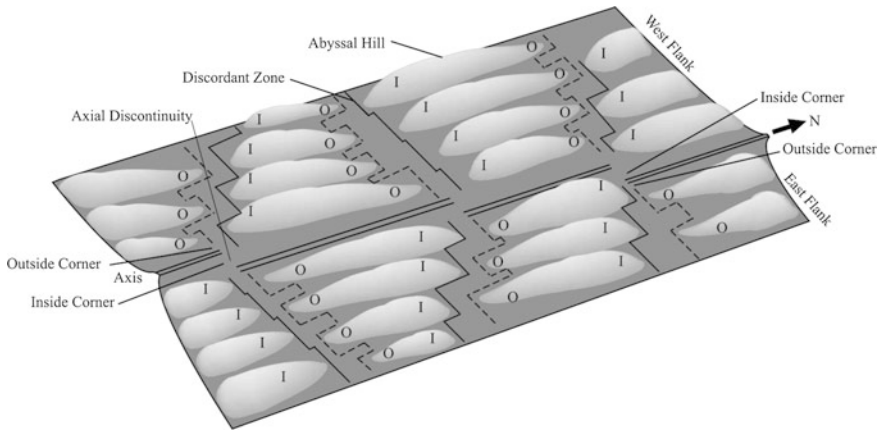 West Flank
Abyssal Hill
O
I
Discordant Zone
O
I
Inside Corner
I
I
O
O
N
Axial Discontinuity
I
I
I
O
I
O
Outside Corner
I
I
O
O
I
O
East Flank
I
O
I
O
O
I
O
O
I
O
I
O
Outside Corner
I
O
I
O
I
Axis
O
I
Inside Corner
O
O
I
I
O
I
I
O
I